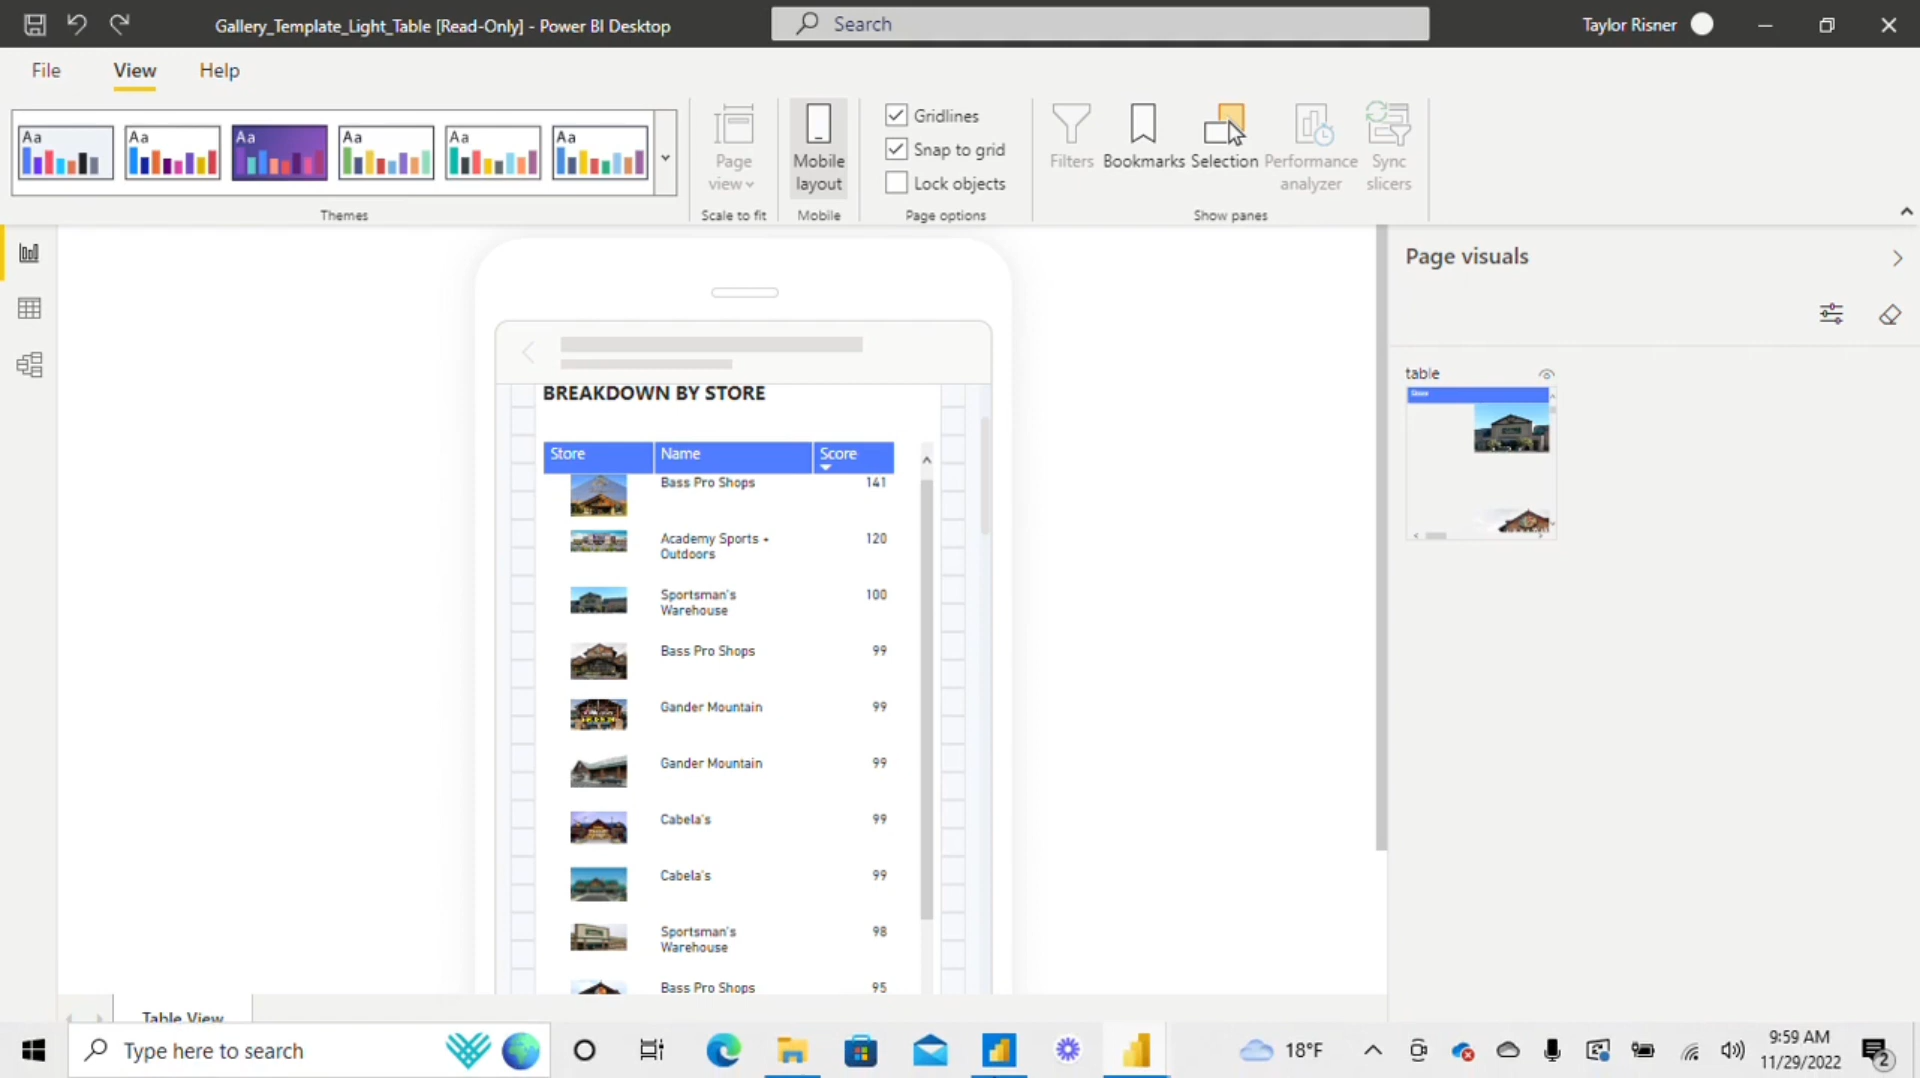 Gallery_Template_Light_Table [Read-Only] - Power BI Desktop
Search
Taylor Risner
File
View
Help
Aa
Aa
Aa
Aa
Aa
Aa
Page
view
Mobile
layout
Gridlines
Snap to grid
Lock objects
Filters
Bookmarks
Selection
Performance
analyzer
Sync
slicers
Themes
Scale to fit
Mobile
Page options
Show panes
BREAKDOWN BY STORE
Store Name Score
Bass Pro Shops 141
Academy Sports + 120
Outdoors
Sportsman's 100
Warehouse
Bass Pro Shops 99
Gander Mountain 99
Gander Mountain 99
Cabela's 99
Cabela's 99
Sportsman's 98
Warehouse
Bass Pro Shops 95
Page visuals
table
Store
Table View
Type here to search
18°F
9:59 AM
11/29/2022
2